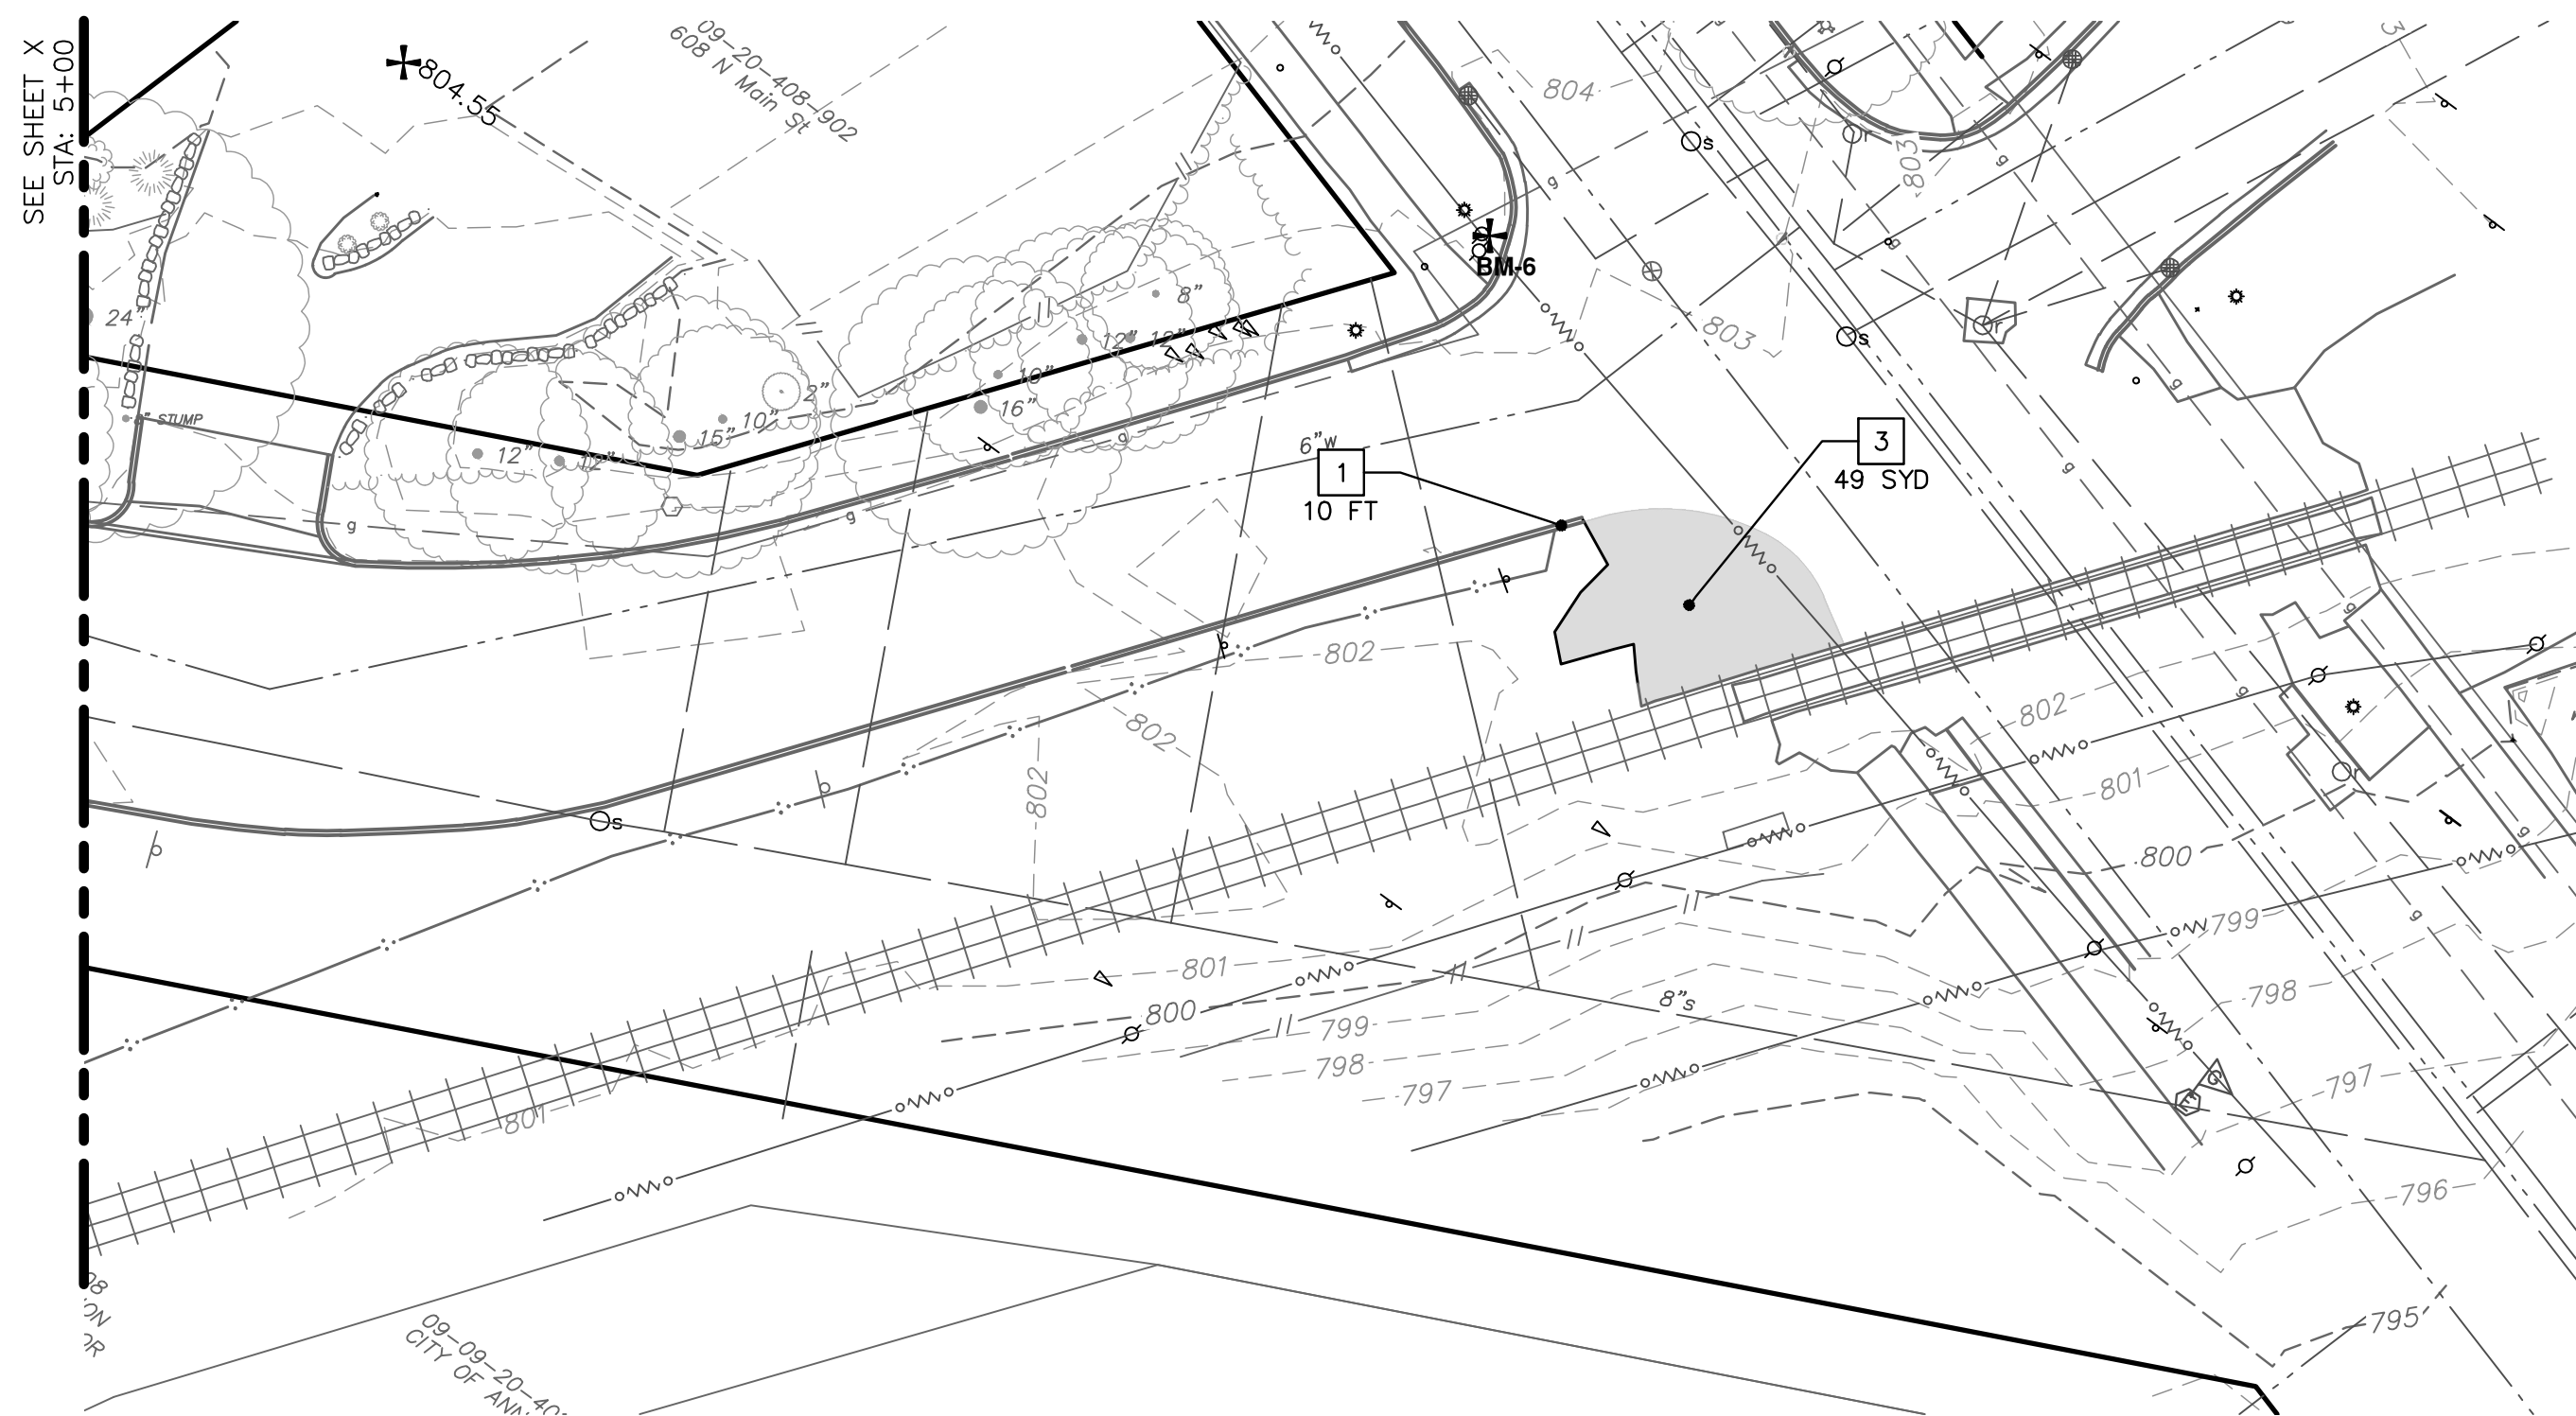 SEE SHEET X
STA: 5+00
804.55
09-20-408-902
608 N Main St
804
s
r
803
g
g
g
BM-6
24"
8"
12"
12"
803
s
r
g
10"
2"
16"
10"
STUMP
15"
12"
12"
g
6"w
1
10 FT
3
49 SYD
g
g
g
g
802
802
802
802
801
s
r
g
g
800
799
g
801
800
799
798
797
8"s
798
797
G
E
801
796
795
09-09-20-40
CITY OF ANN
08
ON
OR